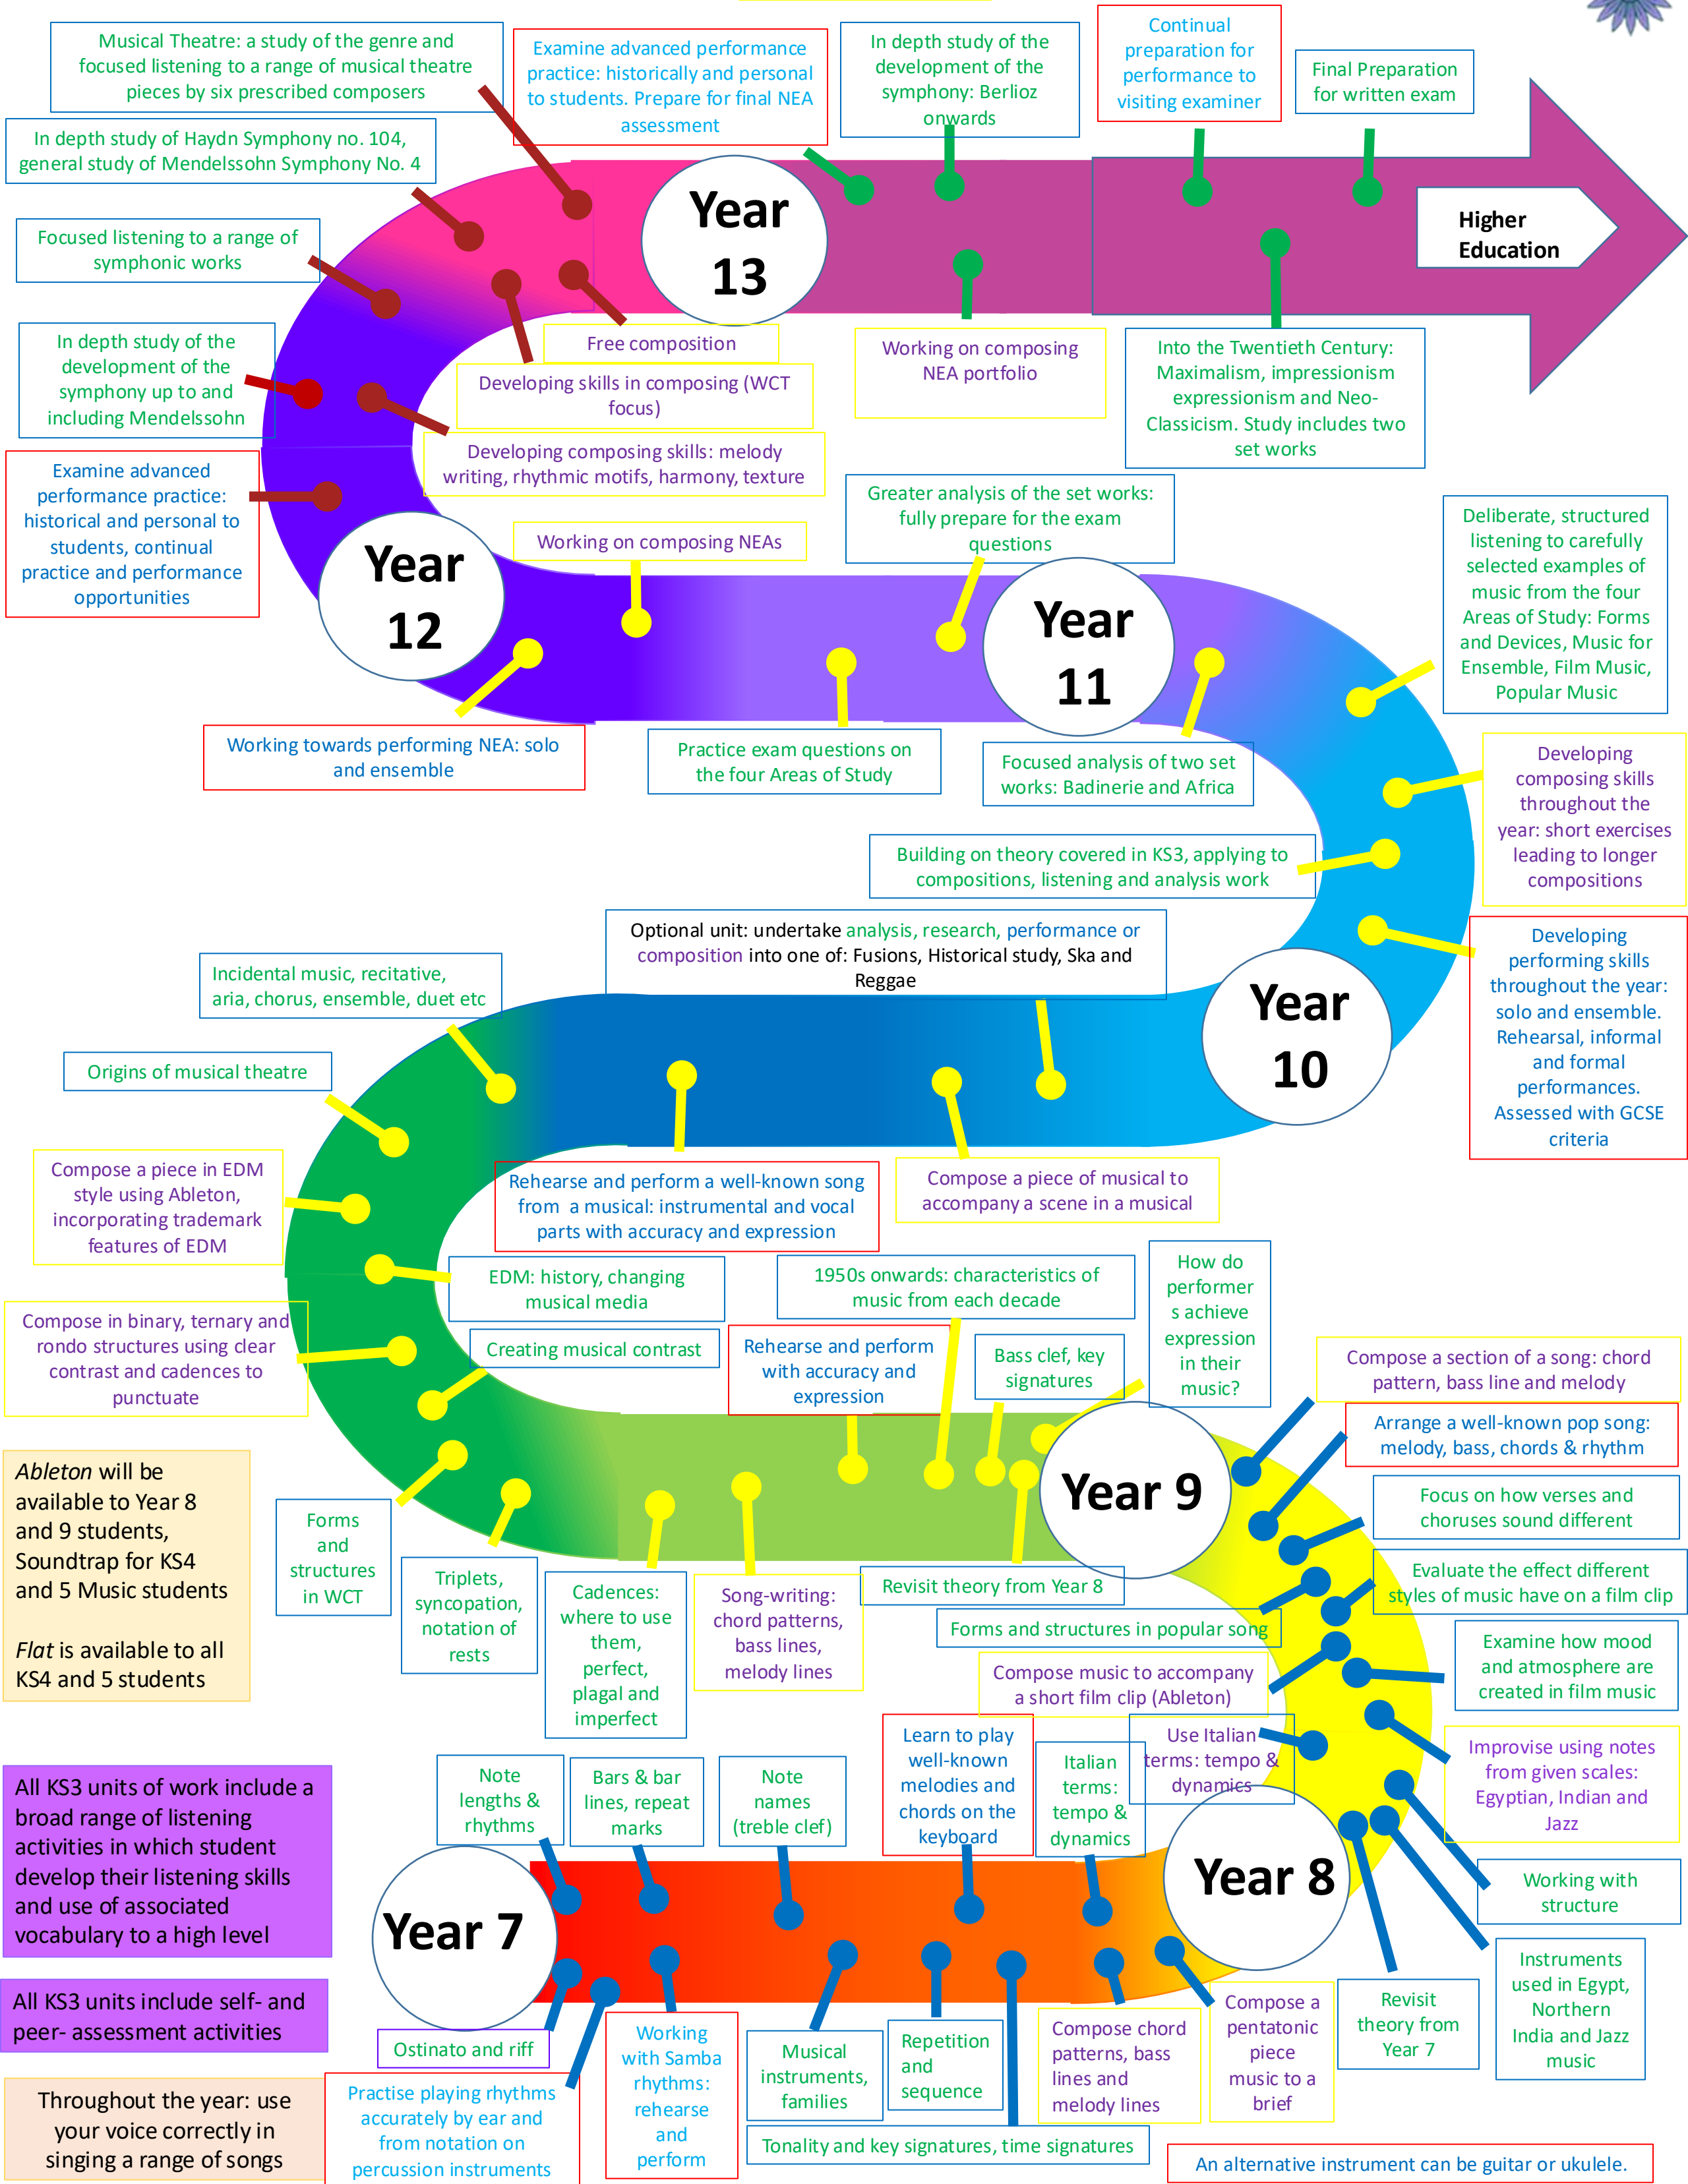 Musical Theatre: a study of the genre and
focused listening to a range of musical theatre
pieces by six prescribed composers
Examine advanced performance
practice: historically and personal
to students. Prepare for final NEA
assessment
In depth study of the
development of the
symphony: Berlioz
onwards
Continual
preparation for
performance to
visiting examiner
Final Preparation
for written exam
In depth study of Haydn Symphony no. 104,
general study of Mendelssohn Symphony No. 4
Year
13
Higher
Education
Focused listening to a range of
symphonic works
In depth study of the
development of the
symphony up to and
including Mendelssohn
Free composition
Developing skills in composing (WCT
focus)
Working on composing
NEA portfolio
Into the Twentieth Century:
Maximalism, impressionism
expressionism and Neo-
Classicism. Study includes two
set works
Developing composing skills: melody
writing, rhythmic motifs, harmony, texture
Examine advanced
performance practice:
historical and personal to
students, continual
practice and performance
opportunities
Year
12
Working on composing NEAs
Greater analysis of the set works:
fully prepare for the exam
questions
Year
11
Deliberate, structured
listening to carefully
selected examples of
music from the four
Areas of Study: Forms
and Devices, Music for
Ensemble, Film Music,
Popular Music
Working towards performing NEA: solo
and ensemble
Practice exam questions on
the four Areas of Study
Focused analysis of two set
works: Badinerie and Africa
Developing
composing skills
throughout the
year: short exercises
leading to longer
compositions
Building on theory covered in KS3, applying to
compositions, listening and analysis work
Optional unit: undertake analysis, research, performance or
composition into one of: Fusions, Historical study, Ska and
Reggae
Developing
performing skills
throughout the year:
solo and ensemble.
Rehearsal, informal
and formal
performances.
Assessed with GCSE
criteria
Year
10
Incidental music, recitative,
aria, chorus, ensemble, duet etc
Origins of musical theatre
Compose a piece in EDM
style using Ableton,
incorporating trademark
features of EDM
Rehearse and perform a well-known song
from a musical: instrumental and vocal
parts with accuracy and expression
Compose a piece of musical to
accompany a scene in a musical
EDM: history, changing
musical media
1950s onwards: characteristics of
music from each decade
How do
performer
s achieve
expression
in their
music?
Compose in binary, ternary and
rondo structures using clear
contrast and cadences to
punctuate
Creating musical contrast
Rehearse and perform
with accuracy and
expression
Bass clef, key
signatures
Compose a section of a song: chord
pattern, bass line and melody
Arrange a well-known pop song:
melody, bass, chords & rhythm
Year 9
Focus on how verses and
choruses sound different
Ableton will be
available to Year 8
and 9 students,
Soundtrap for KS4
and 5 Music students
Flat is available to all
KS4 and 5 students
Forms
and
structures
in WCT
Triplets,
syncopation,
notation of
rests
Cadences:
where to use
them,
perfect,
plagal and
imperfect
Song-writing:
chord patterns,
bass lines,
melody lines
Revisit theory from Year 8
Evaluate the effect different
styles of music have on a film clip
Forms and structures in popular song
Examine how mood
and atmosphere are
created in film music
Compose music to accompany
a short film clip (Ableton)
Use Italian
terms: tempo &
dynamics
Improvise using notes
from given scales:
Egyptian, Indian and
Jazz
Learn to play
well-known
melodies and
chords on the
keyboard
Italian
terms:
tempo &
dynamics
Note
lengths &
rhythms
Bars & bar
lines, repeat
marks
Note
names
(treble clef)
All KS3 units of work include a
broad range of listening
activities in which student
develop their listening skills
and use of associated
vocabulary to a high level
Year 8
Working with
structure
Year 7
Instruments
used in Egypt,
Northern
India and Jazz
music
All KS3 units include self- and
peer- assessment activities
Ostinato and riff
Working
with Samba
rhythms:
rehearse
and
perform
Musical
instruments,
families
Repetition
and
sequence
Compose chord
patterns, bass
lines and
melody lines
Compose a
pentatonic
piece
music to a
brief
Revisit
theory from
Year 7
Throughout the year: use
your voice correctly in
singing a range of songs
Practise playing rhythms
accurately by ear and
from notation on
percussion instruments
Tonality and key signatures, time signatures
An alternative instrument can be guitar or ukulele.